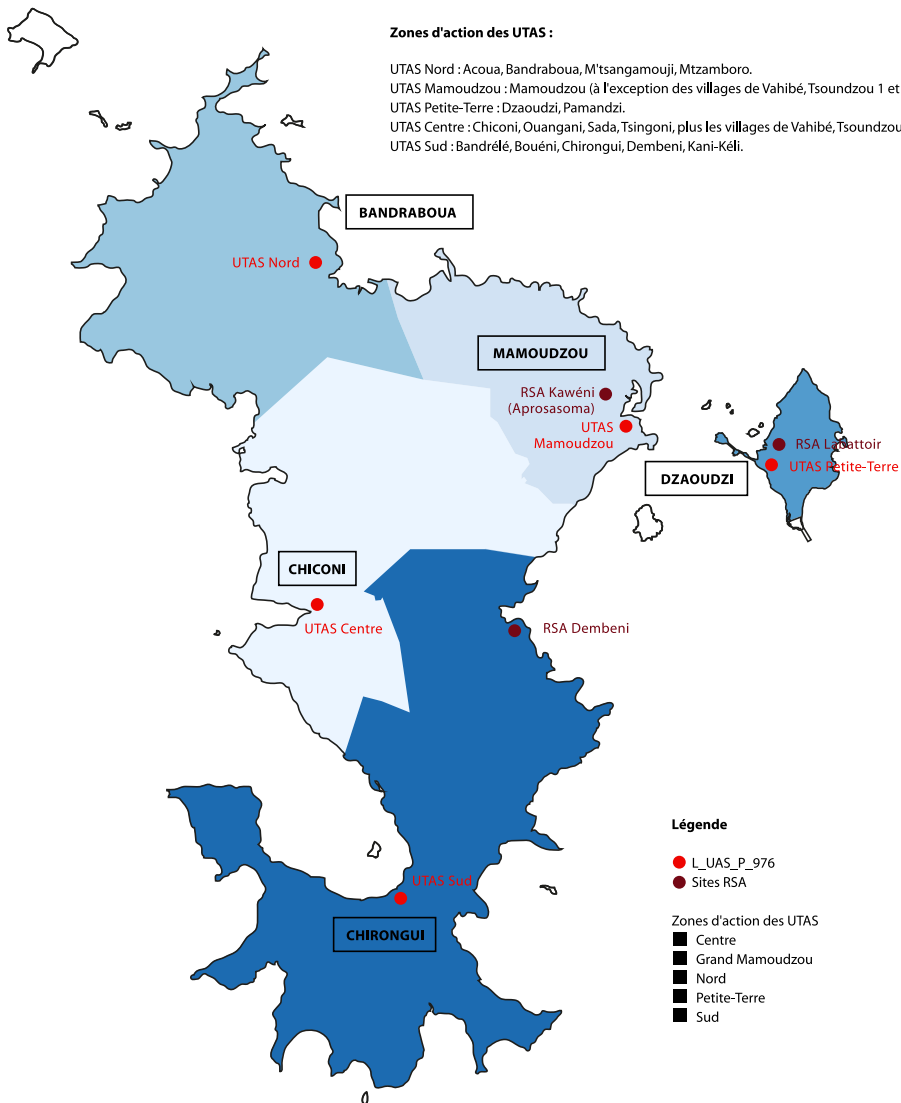 Zones d'action des UTAS :
UTAS Nord : Acoua, Bandraboua, M'tsangamouji, Mtzamboro.
UTAS Mamoudzou : Mamoudzou (à l'exception des villages de Vahibé, Tsoundzou 1 et
UTAS Petite-Terre : Dzaoudzi, Pamandzi.
UTAS Centre : Chiconi, Ouangani, Sada, Tsingoni, plus les villages de Vahibé, Tsoundzou
UTAS Sud : Bandrélé, Bouéni, Chirongui, Dembeni, Kani-Kéli.
BANDRABOUA
UTAS Nord
MAMOUDZOU
RSA Kawéni
(Aprosasoma)
UTAS
Mamoudzou
RSA Labattoir
UTAS Petite-Terre
DZAOUDZI
CHICONI
UTAS Centre
RSA Dembeni
UTAS Sud
CHIRONGUI
Légende
L_UAS_P_976
Sites RSA
Zones d'action des UTAS
Centre
Grand Mamoudzou
Nord
Petite-Terre
Sud